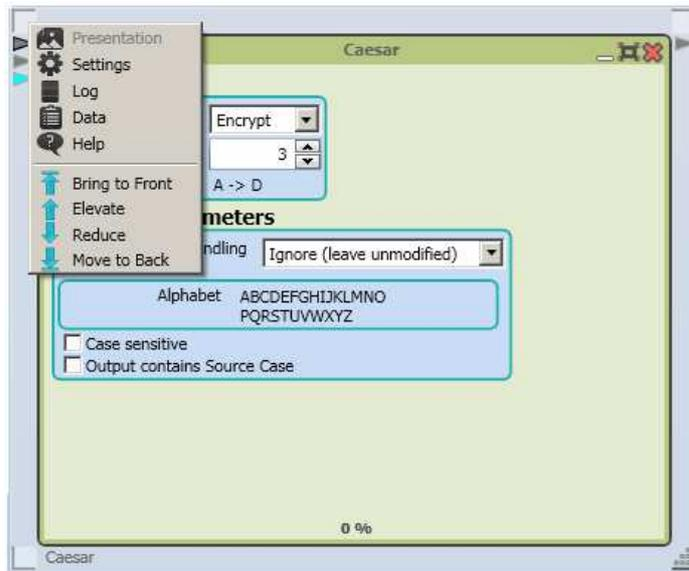 Presentation
Caesar
Settings
Log
Data
Encrypt
Help
3
Bring to Front
A -> D
Elevate
meters
Reduce
ndling
Ignore (leave unmodified)
Move to Back
Alphabet
ABCDEFGHIJKLMNO
PQRSTUVWXYZ
Case sensitive
Output contains Source Case
0 %
Caesar